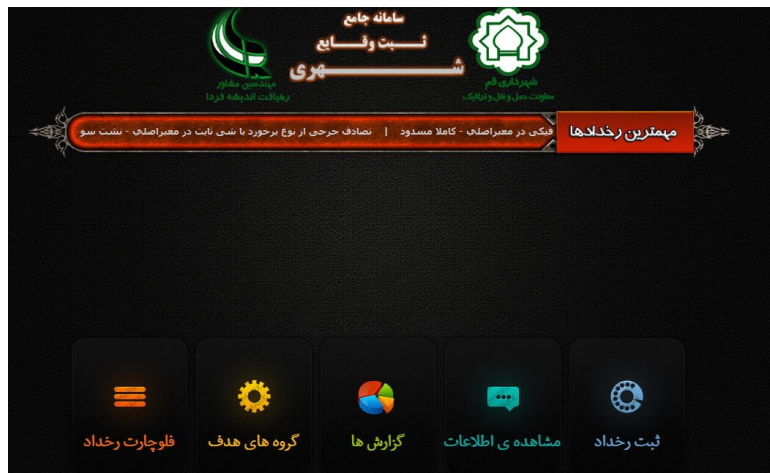 سامانه جامع
ثبت وقایع
شهری
شهرداری قم
معاونت حمل و نقل و ترافیک
مهندسین مشاور
رهیافت اندیشه فردا
مهمترین رخدادها
فیکی در معبراصلی - کاملا مسدود | تصادف جرحی از نوع برخورد با شی ثابت در معبراصلی - نشت سو
ثبت رخداد
مشاهده ی اطلاعات
گزارش ها
گروه های هدف
فلوچارت رخداد